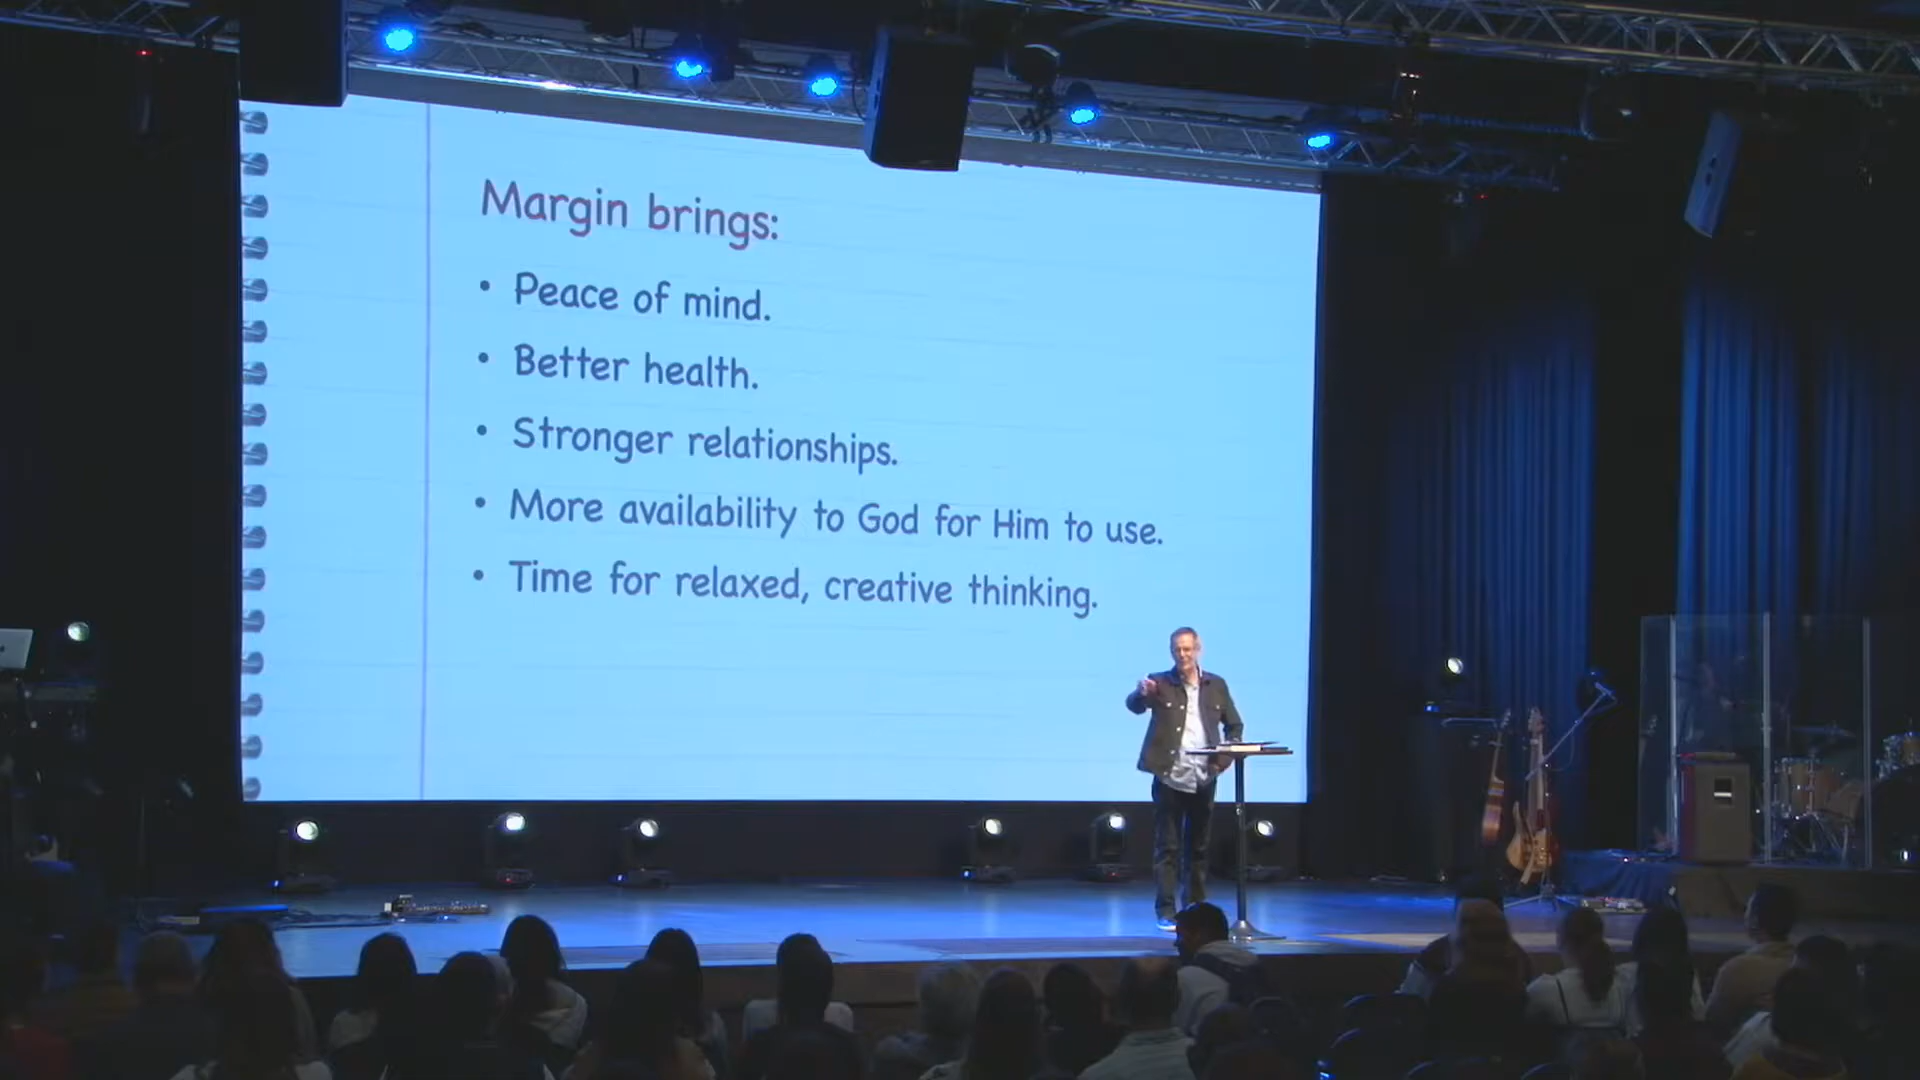 Margin brings:
• Peace of mind.
• Better health.
• Stronger relationships.
• More availability to God for Him to use.
• Time for relaxed, creative thinking.